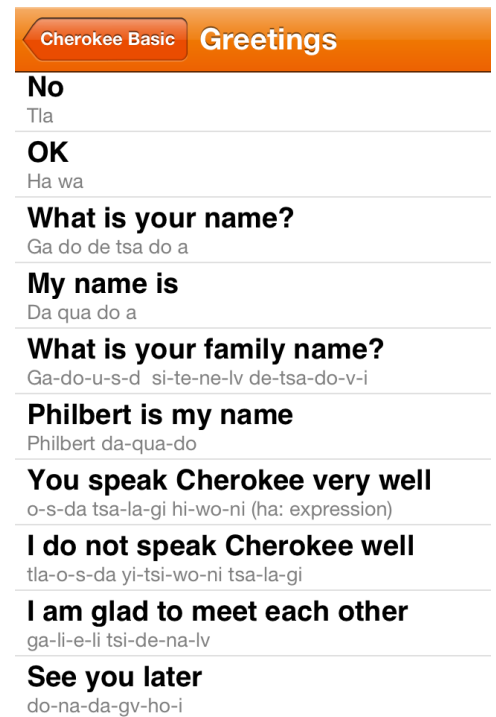 Cherokee Basic Greetings
No
Tla
OK
Ha wa
What is your name?
Ga do de tsa do a
My name is
Da qua do a
What is your family name?
Ga-do-u-s-d  si-te-ne-lv de-tsa-do-v-i
Philbert is my name
Philbert da-qua-do
You speak Cherokee very well
o-s-da tsa-la-gi hi-wo-ni (ha: expression)
I do not speak Cherokee well
tla-o-s-da yi-tsi-wo-ni tsa-la-gi
I am glad to meet each other
ga-li-e-li tsi-de-na-lv
See you later
do-na-da-gv-ho-i